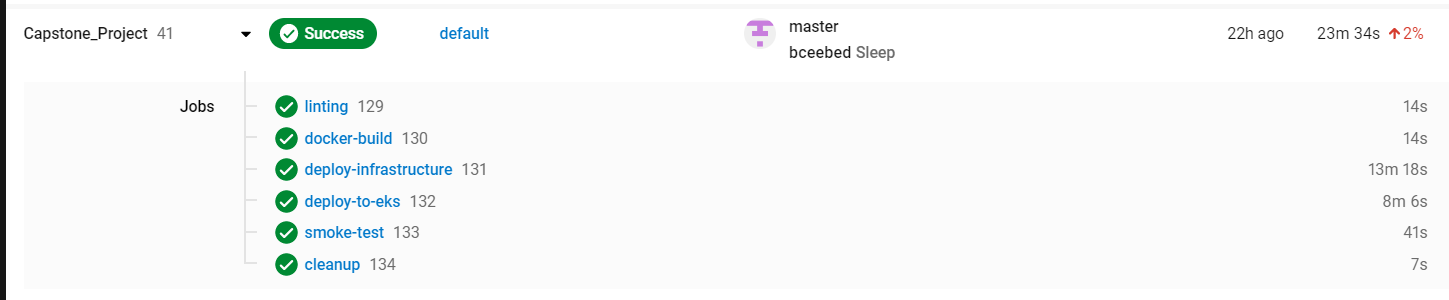 Capstone_Project 41 Success default master 22h ago 23m 34s 2%
bceebed Sleep
Jobs linting 129 14s
docker-build 130 14s
deploy-infrastructure 131 13m 18s
deploy-to-eks 132 8m 6s
smoke-test 133 41s
cleanup 134 7s